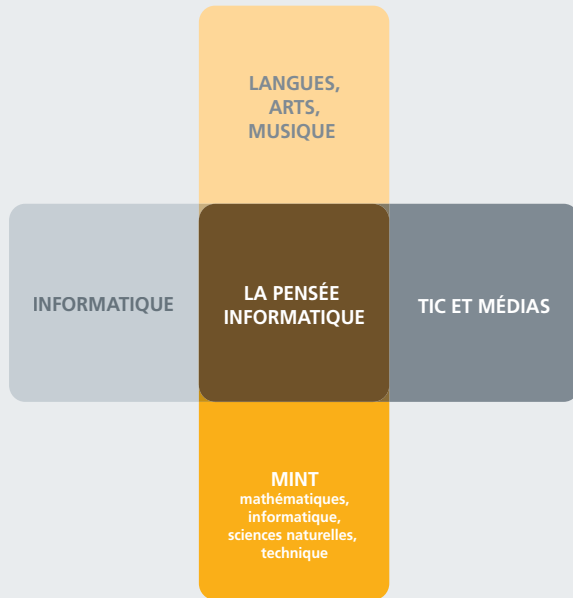 LANGUES,
ARTS,
MUSIQUE
INFORMATIQUE
LA PENSÉE
INFORMATIQUE
TIC ET MÉDIAS
MINT
mathématiques,
informatique,
sciences naturelles,
technique